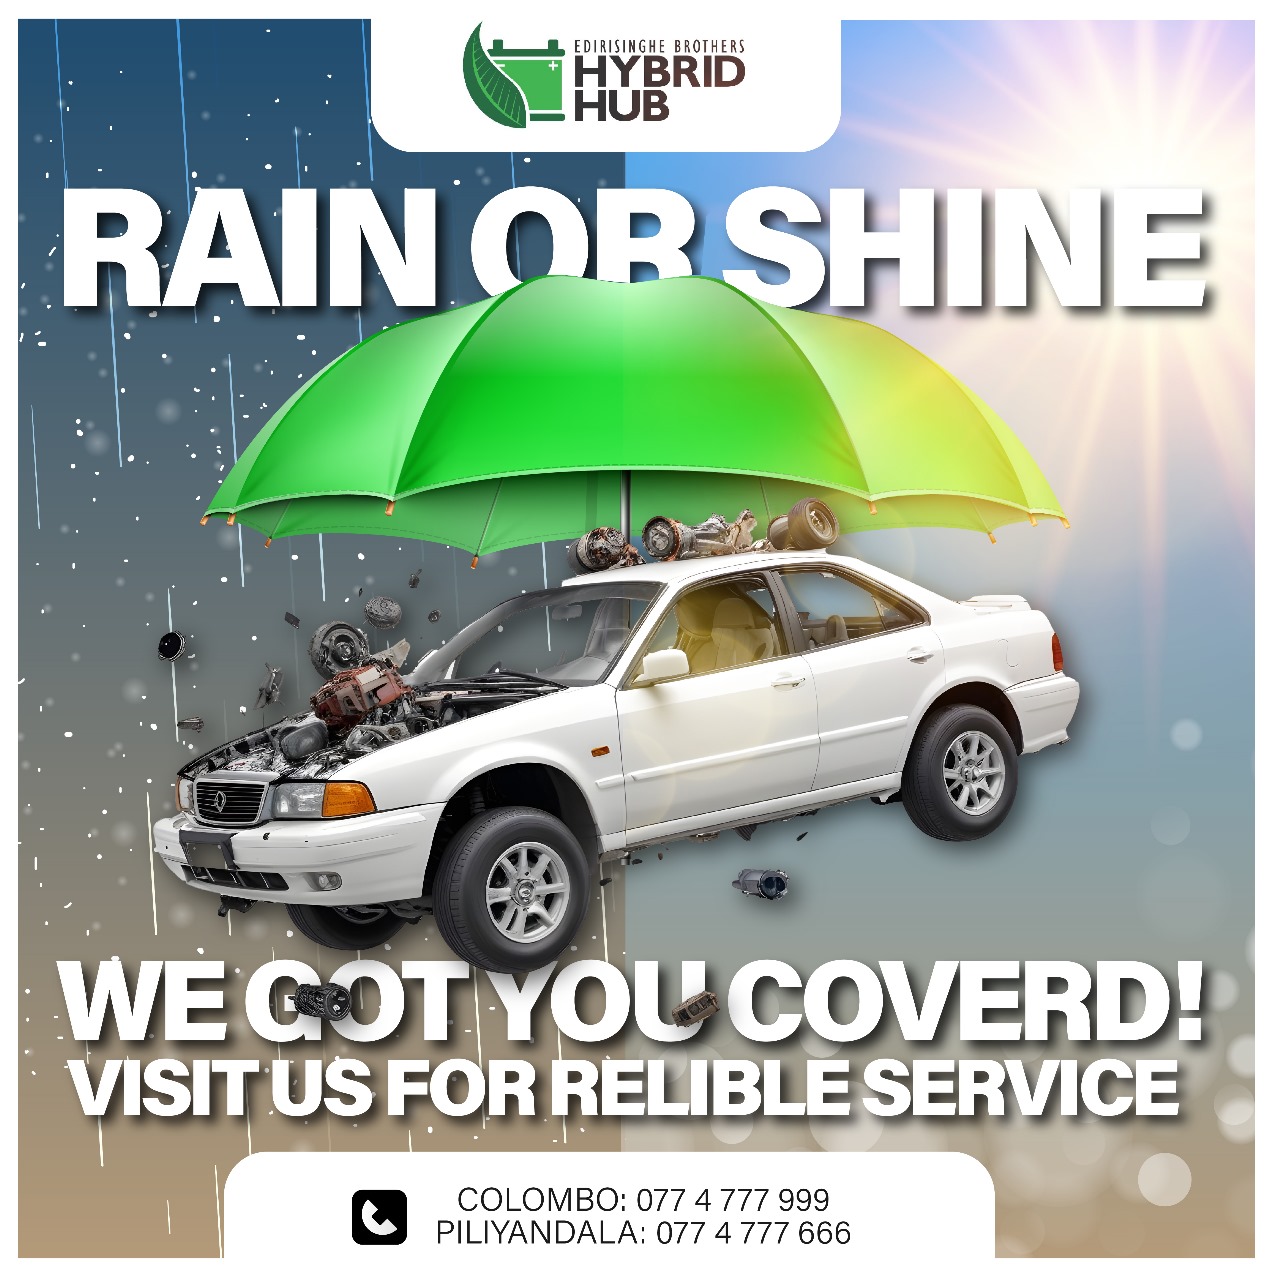 EDIRISINGHE BROTHERS
HYBRID
HUB
RAIN OR SHINE
WE GOT YOU COVERD!
VISIT US FOR RELIBLE SERVICE
COLOMBO: 077 4 777 999
PILIYANDALA: 077 4 777 666